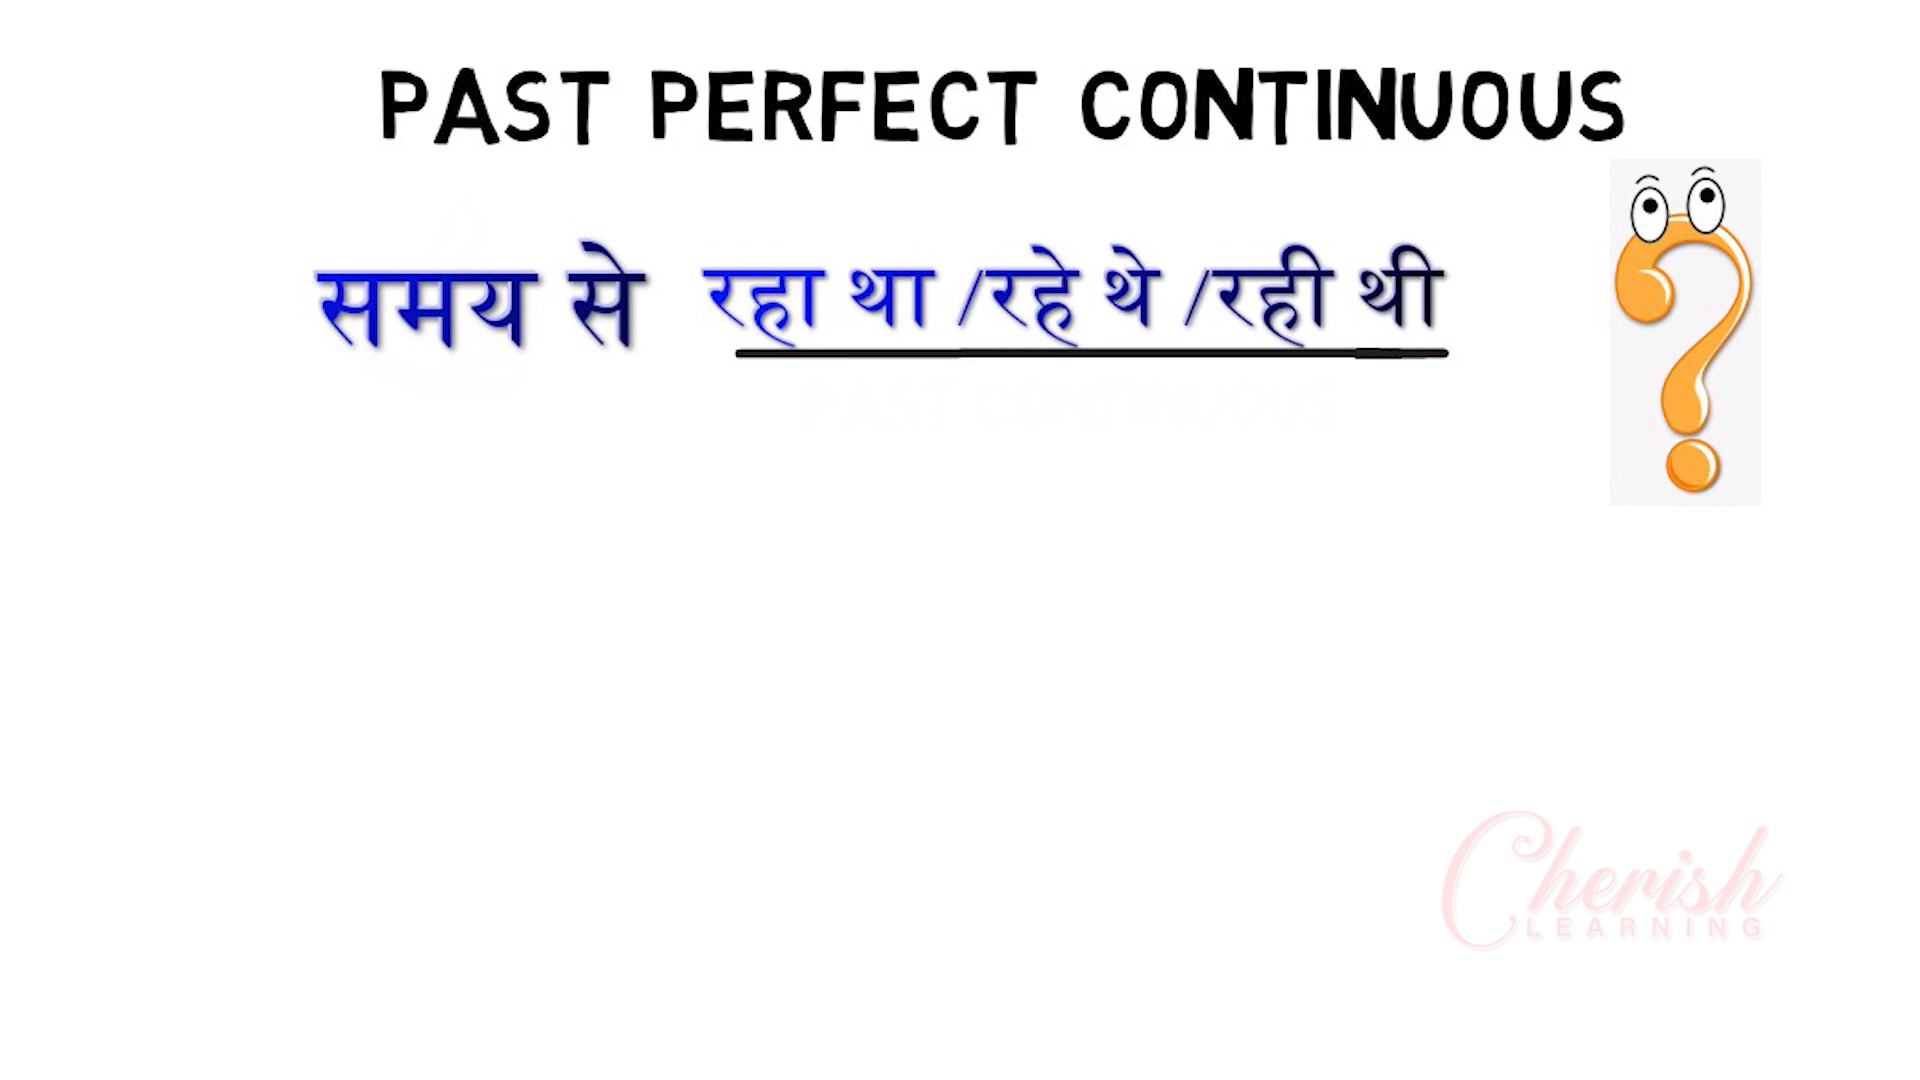 PAST PERFECT CONTINUOUS
समय से रहा था /रहे थे /रही थी
PAST CONTINUOUS
Cherish
LEARNING